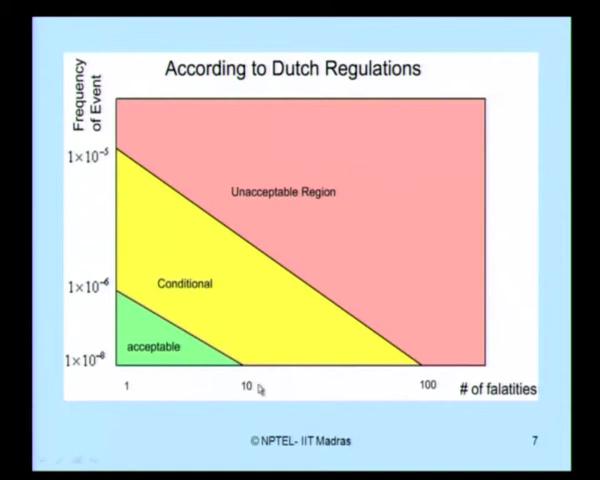 According to Dutch Regulations
Frequency
of Event
1×10⁻⁵
Unacceptable Region
1×10⁻⁶
Conditional
acceptable
1×10⁻⁸
1
10
100
# of falatities
© NPTEL- IIT Madras
7